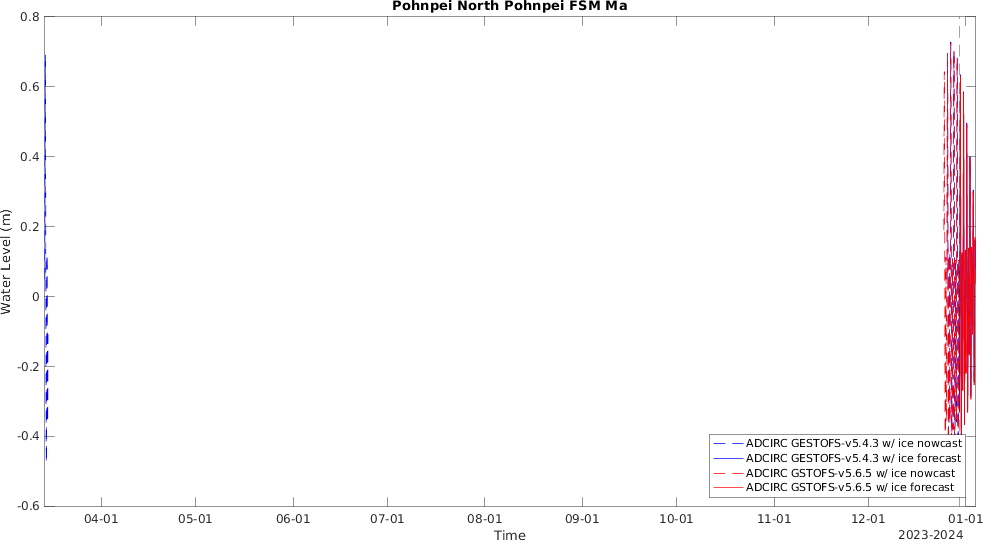 Pohnpei North Pohnpei FSM Ma
0.8
0.6
0.4
0.2
0
-0.2
-0.4
-0.6
Water Level (m)
04-01 05-01 06-01 07-01 08-01 09-01 10-01 11-01 12-01 01-01
Time
2023-2024
ADCIRC GESTOFS-v5.4.3 w/ ice nowcast
ADCIRC GESTOFS-v5.4.3 w/ ice forecast
ADCIRC GSTOFS-v5.6.5 w/ ice nowcast
ADCIRC GSTOFS-v5.6.5 w/ ice forecast